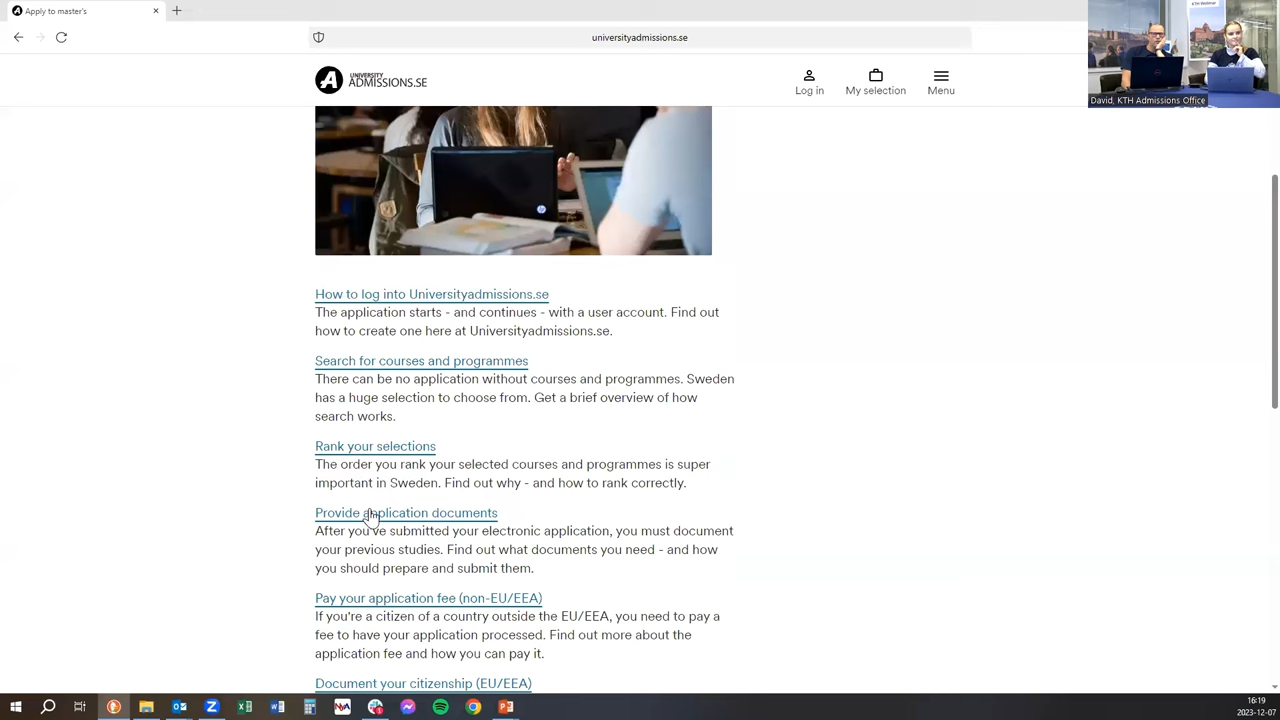 Apply to master's
universityadmissions.se
KTH Webinar
UNIVERSITY
ADMISSIONS.SE
Log in
My selection
Menu
David, KTH Admissions Office
How to log into Universityadmissions.se
The application starts - and continues - with a user account. Find out
how to create one here at Universityadmissions.se.
Search for courses and programmes
There can be no application without courses and programmes. Sweden
has a huge selection to choose from. Get a brief overview of how
search works.
Rank your selections
The order you rank your selected courses and programmes is super
important in Sweden. Find out why - and how to rank correctly.
Provide application documents
After you've submitted your electronic application, you must document
your previous studies. Find out what documents you need - and how
you should prepare and submit them.
Pay your application fee (non-EU/EEA)
If you're a citizen of a country outside the EU/EEA, you need to pay a
fee to have your application processed. Find out more about the
application fee and how you can pay it.
Document your citizenship (EU/EEA)
16:19
2023-12-07